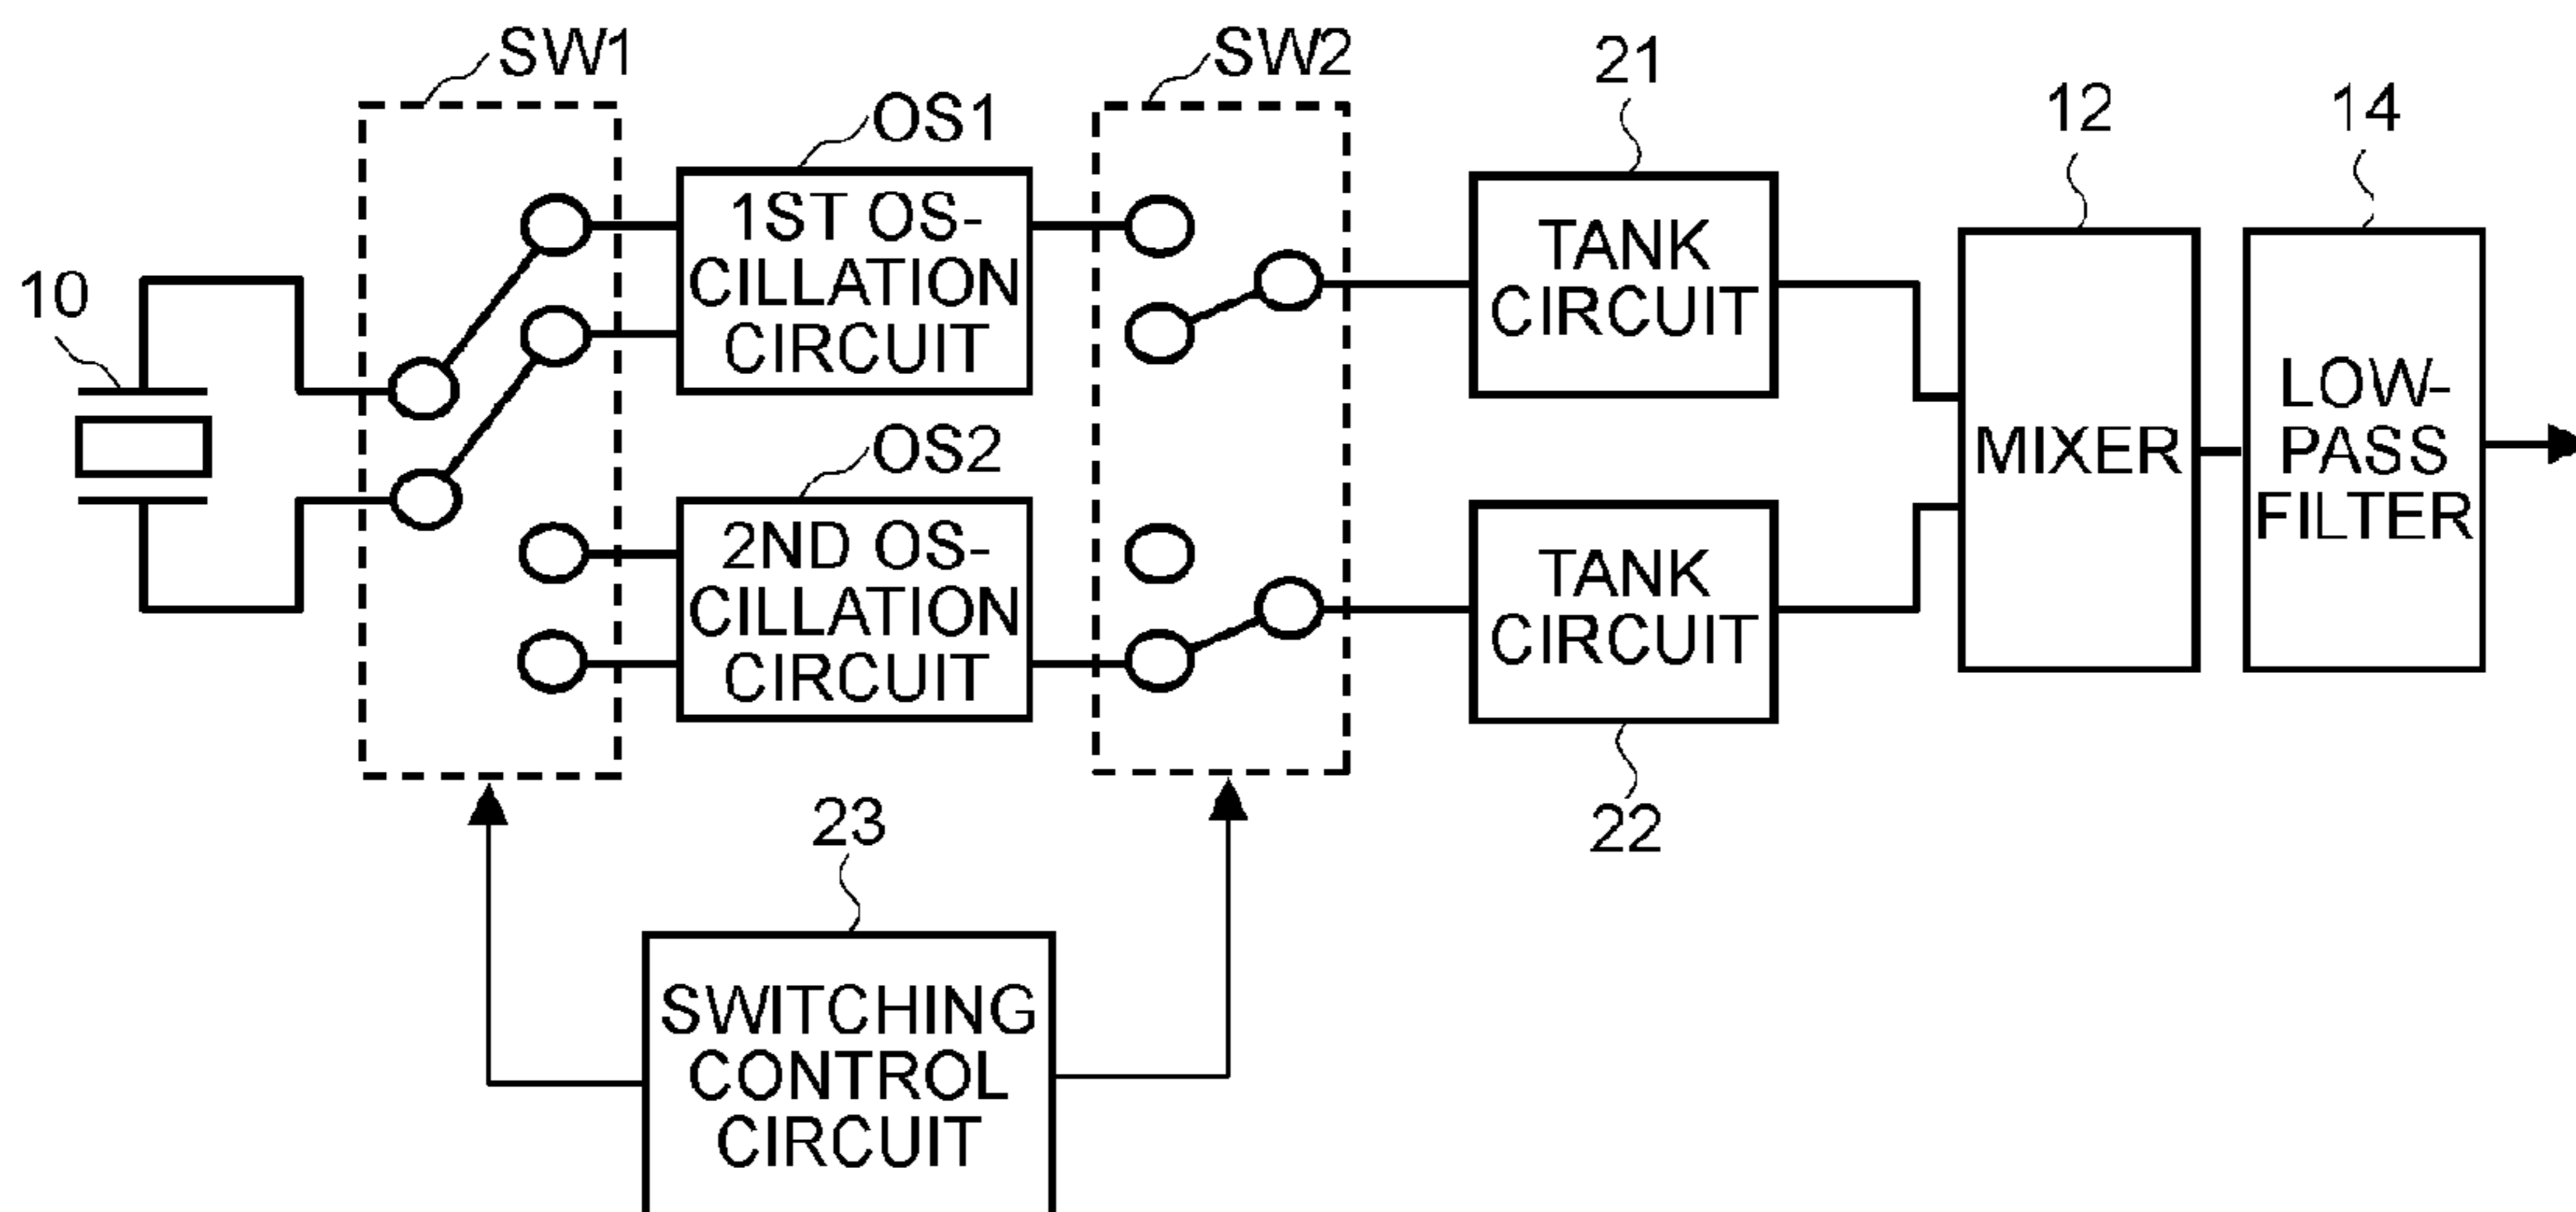 SW1
SW2
21
12
14
OS1
1ST OS-
CILLATION
CIRCUIT
TANK
CIRCUIT
10
OS2
LOW-
PASS
FILTER
MIXER
2ND OS-
CILLATION
CIRCUIT
TANK
CIRCUIT
23
22
SWITCHING
CONTROL
CIRCUIT